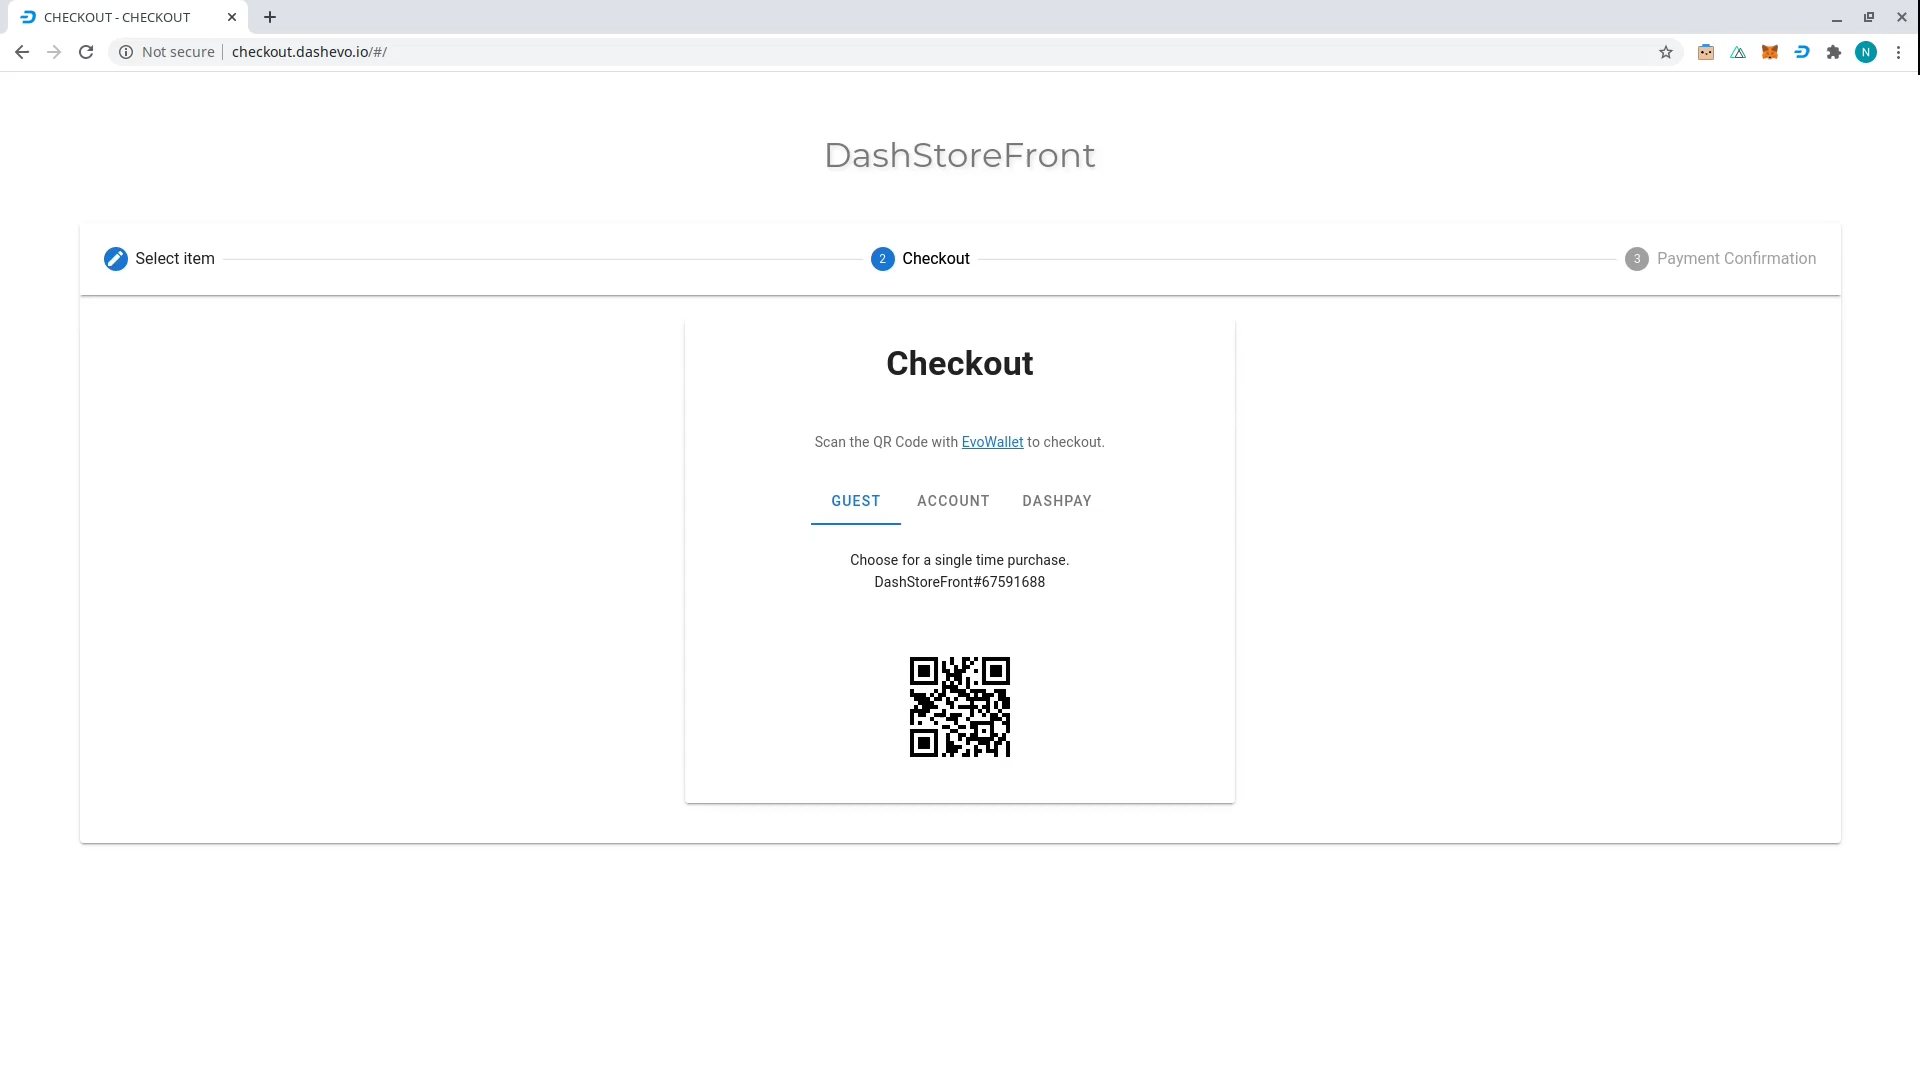 CHECKOUT - CHECKOUT
Not secure
checkout.dashevo.io/#/
N
DashStoreFront
Select item
2 Checkout
3 Payment Confirmation
Checkout
Scan the QR Code with EvoWallet to checkout.
GUEST ACCOUNT DASHPAY
Choose for a single time purchase.
DashStoreFront#67591688